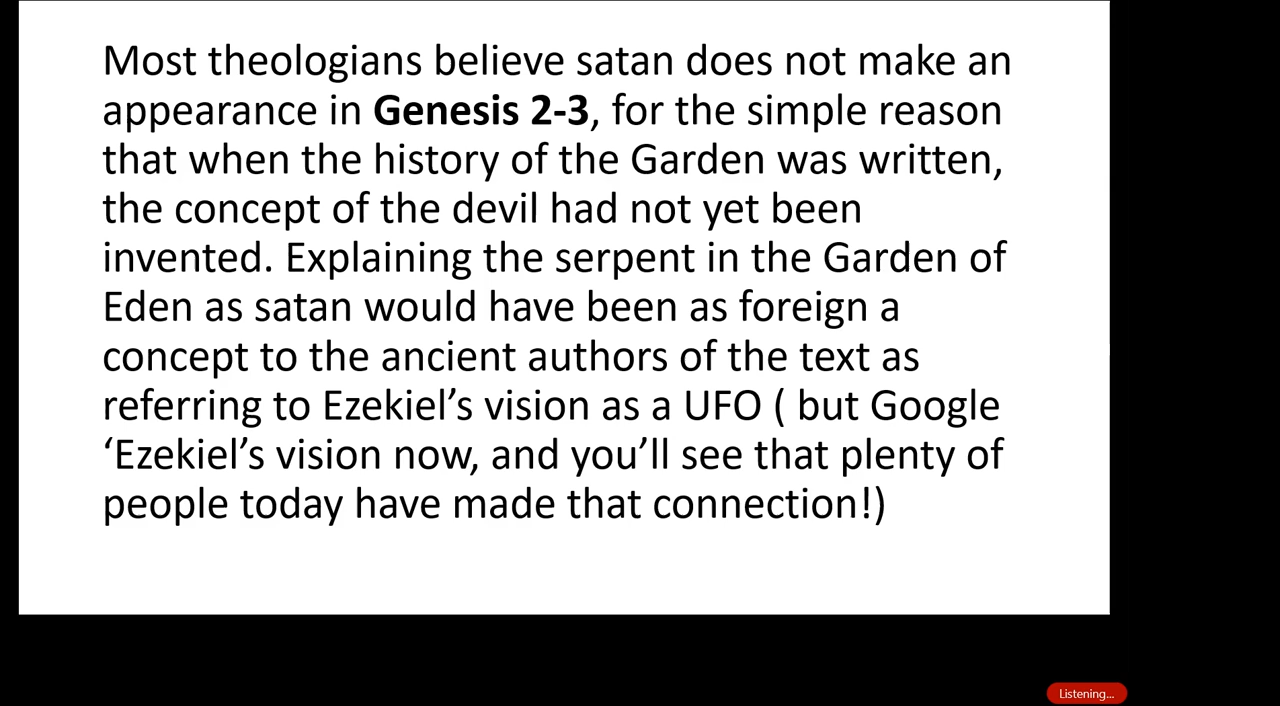 Most theologians believe satan does not make an
appearance in Genesis 2-3, for the simple reason
that when the history of the Garden was written,
the concept of the devil had not yet been
invented. Explaining the serpent in the Garden of
Eden as satan would have been as foreign a
concept to the ancient authors of the text as
referring to Ezekiel’s vision as a UFO ( but Google
‘Ezekiel’s vision now, and you’ll see that plenty of
people today have made that connection!)
Listening...